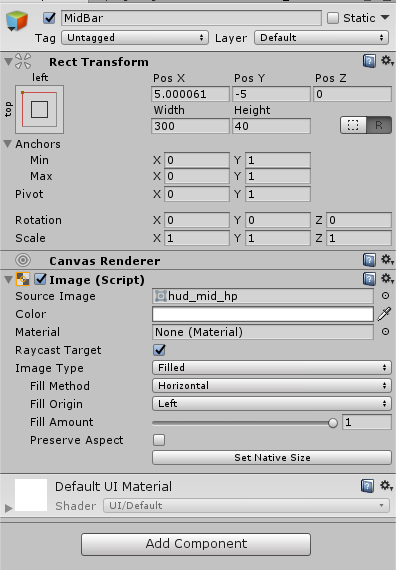 MidBar Static
Tag Untagged Layer Default
Rect Transform
left Pos X Pos Y Pos Z
top 5.000061 -5 0
Width Height
300 40 R
Anchors
Min X 0 Y 1
Max X 0 Y 1
Pivot X 0 Y 1
Rotation X 0 Y 0 Z 0
Scale X 1 Y 1 Z 1
Canvas Renderer
Image (Script)
Source Image hud_mid_hp
Color
Material None (Material)
Raycast Target
Image Type Filled
Fill Method Horizontal
Fill Origin Left
Fill Amount 1
Preserve Aspect
Set Native Size
Default UI Material
Shader UI/Default
Add Component